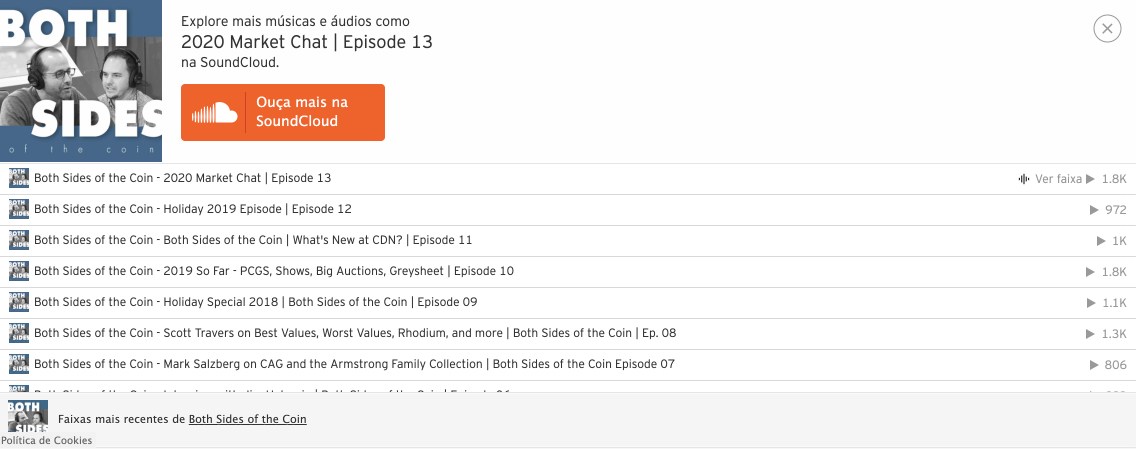 BOTH
SIDES
of the coin
Explore mais músicas e áudios como
2020 Market Chat | Episode 13
na SoundCloud.
Ouça mais na
SoundCloud
Both Sides of the Coin - 2020 Market Chat | Episode 13 Ver faixa 1.8K
Both Sides of the Coin - Holiday 2019 Episode | Episode 12 972
Both Sides of the Coin - Both Sides of the Coin | What's New at CDN? | Episode 11 1K
Both Sides of the Coin - 2019 So Far - PCGS, Shows, Big Auctions, Greysheet | Episode 10 1.8K
Both Sides of the Coin - Holiday Special 2018 | Both Sides of the Coin | Episode 09 1.1K
Both Sides of the Coin - Scott Travers on Best Values, Worst Values, Rhodium, and more | Both Sides of the Coin | Ep. 08 1.3K
Both Sides of the Coin - Mark Salzberg on CAG and the Armstrong Family Collection | Both Sides of the Coin Episode 07 806
Faixas mais recentes de Both Sides of the Coin
Política de Cookies